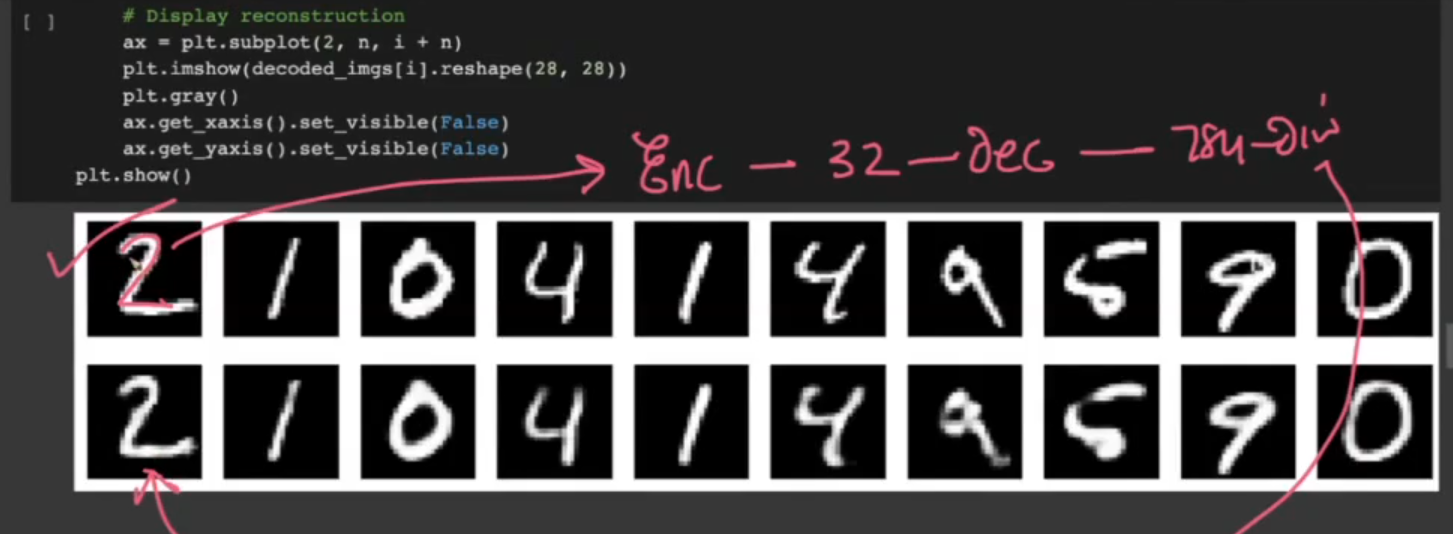 [ ]
# Display reconstruction
ax = plt.subplot(2, n, i + n)
plt.imshow(decoded_imgs[i].reshape(28, 28))
plt.gray()
ax.get_xaxis().set_visible(False)
ax.get_yaxis().set_visible(False)
plt.show()
Enc — 32 — Dec — 784-Dim
2 1 0 4 1 4 9 5 9 0
2 1 0 4 1 4 9 5 9 0